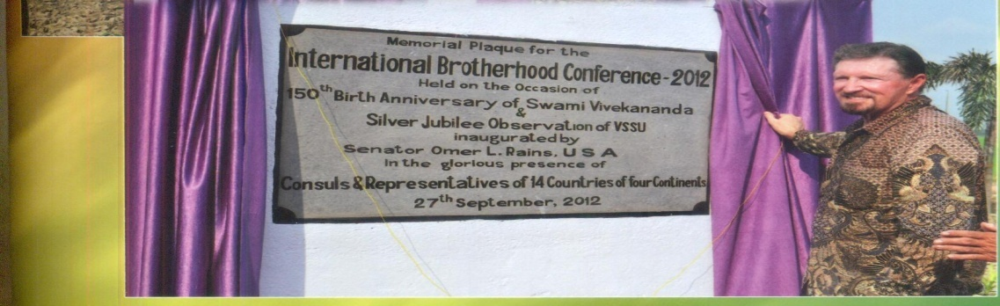 Memorial Plaque for the
International Brotherhood Conference-2012
Held on the Occasion of
150th Birth Anniversary of Swami Vivekananda
&
Silver Jubilee Observation of VSSU
inaugurated by
Senator Omer L. Rains, U S A
In the glorious presence of
Consuls & Representatives of 14 Countries of four Continents
27th September, 2012